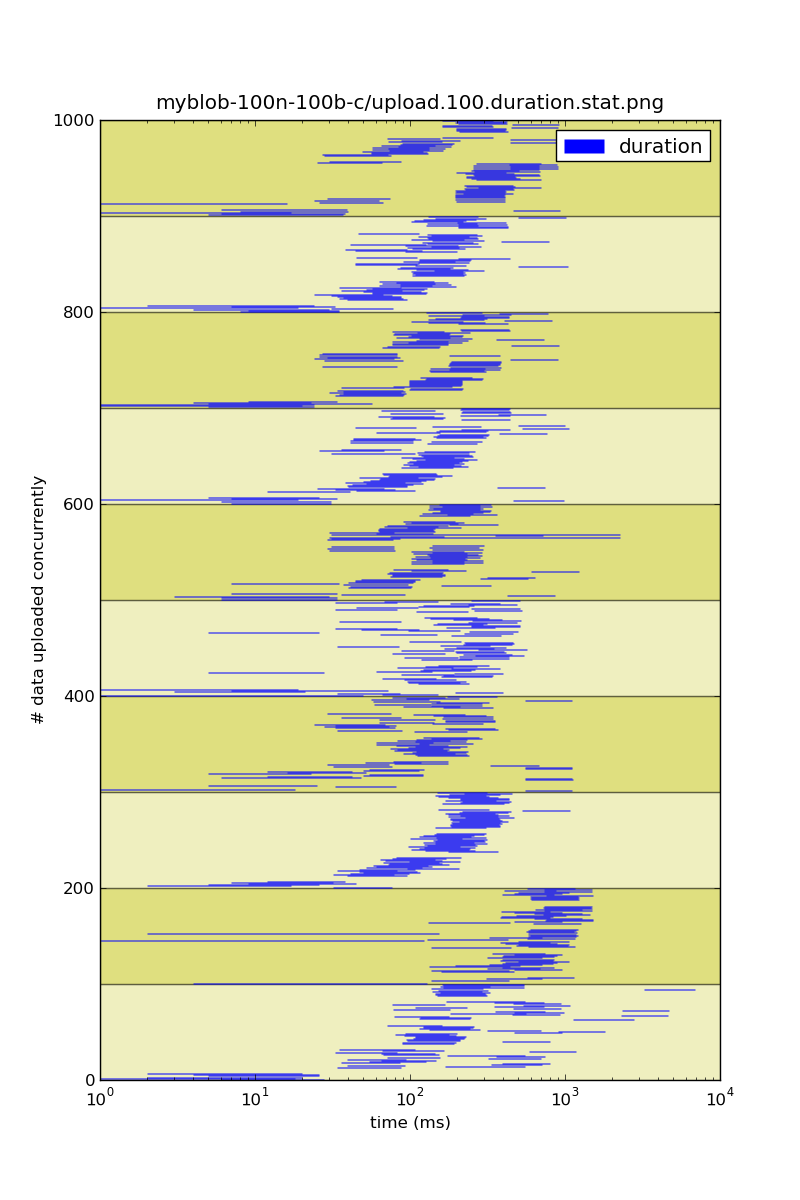 myblob-100n-100b-c/upload.100.duration.stat.png
duration
1000
800
600
400
200
0
# data uploaded concurrently
10^0 10^1 10^2 10^3 10^4
time (ms)